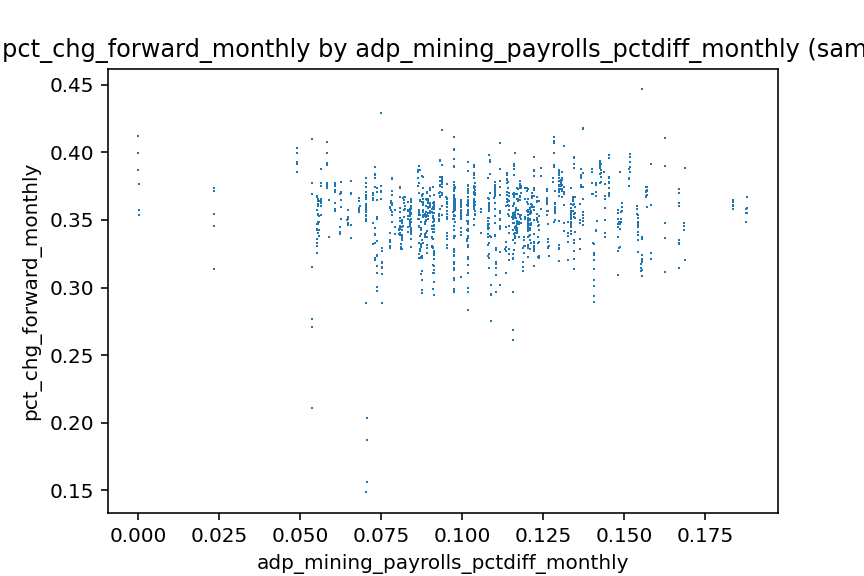 pct_chg_forward_monthly by adp_mining_payrolls_pctdiff_monthly (sam
0.45
0.40
0.35
0.30
0.25
0.20
0.15
pct_chg_forward_monthly
0.000 0.025 0.050 0.075 0.100 0.125 0.150 0.175
adp_mining_payrolls_pctdiff_monthly